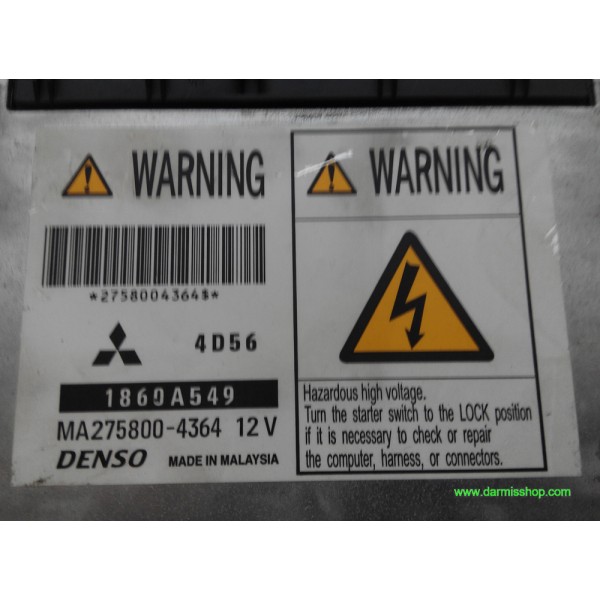 WARNING
*2758004364$*
4D56
1860A549
MA275800-4364 12V
DENSO MADE IN MALAYSIA
WARNING
Hazardous high voltage.
Turn the starter switch to the LOCK position
if it is necessary to check or repair
the computer, harness, or connectors.
www.darmisshop.com